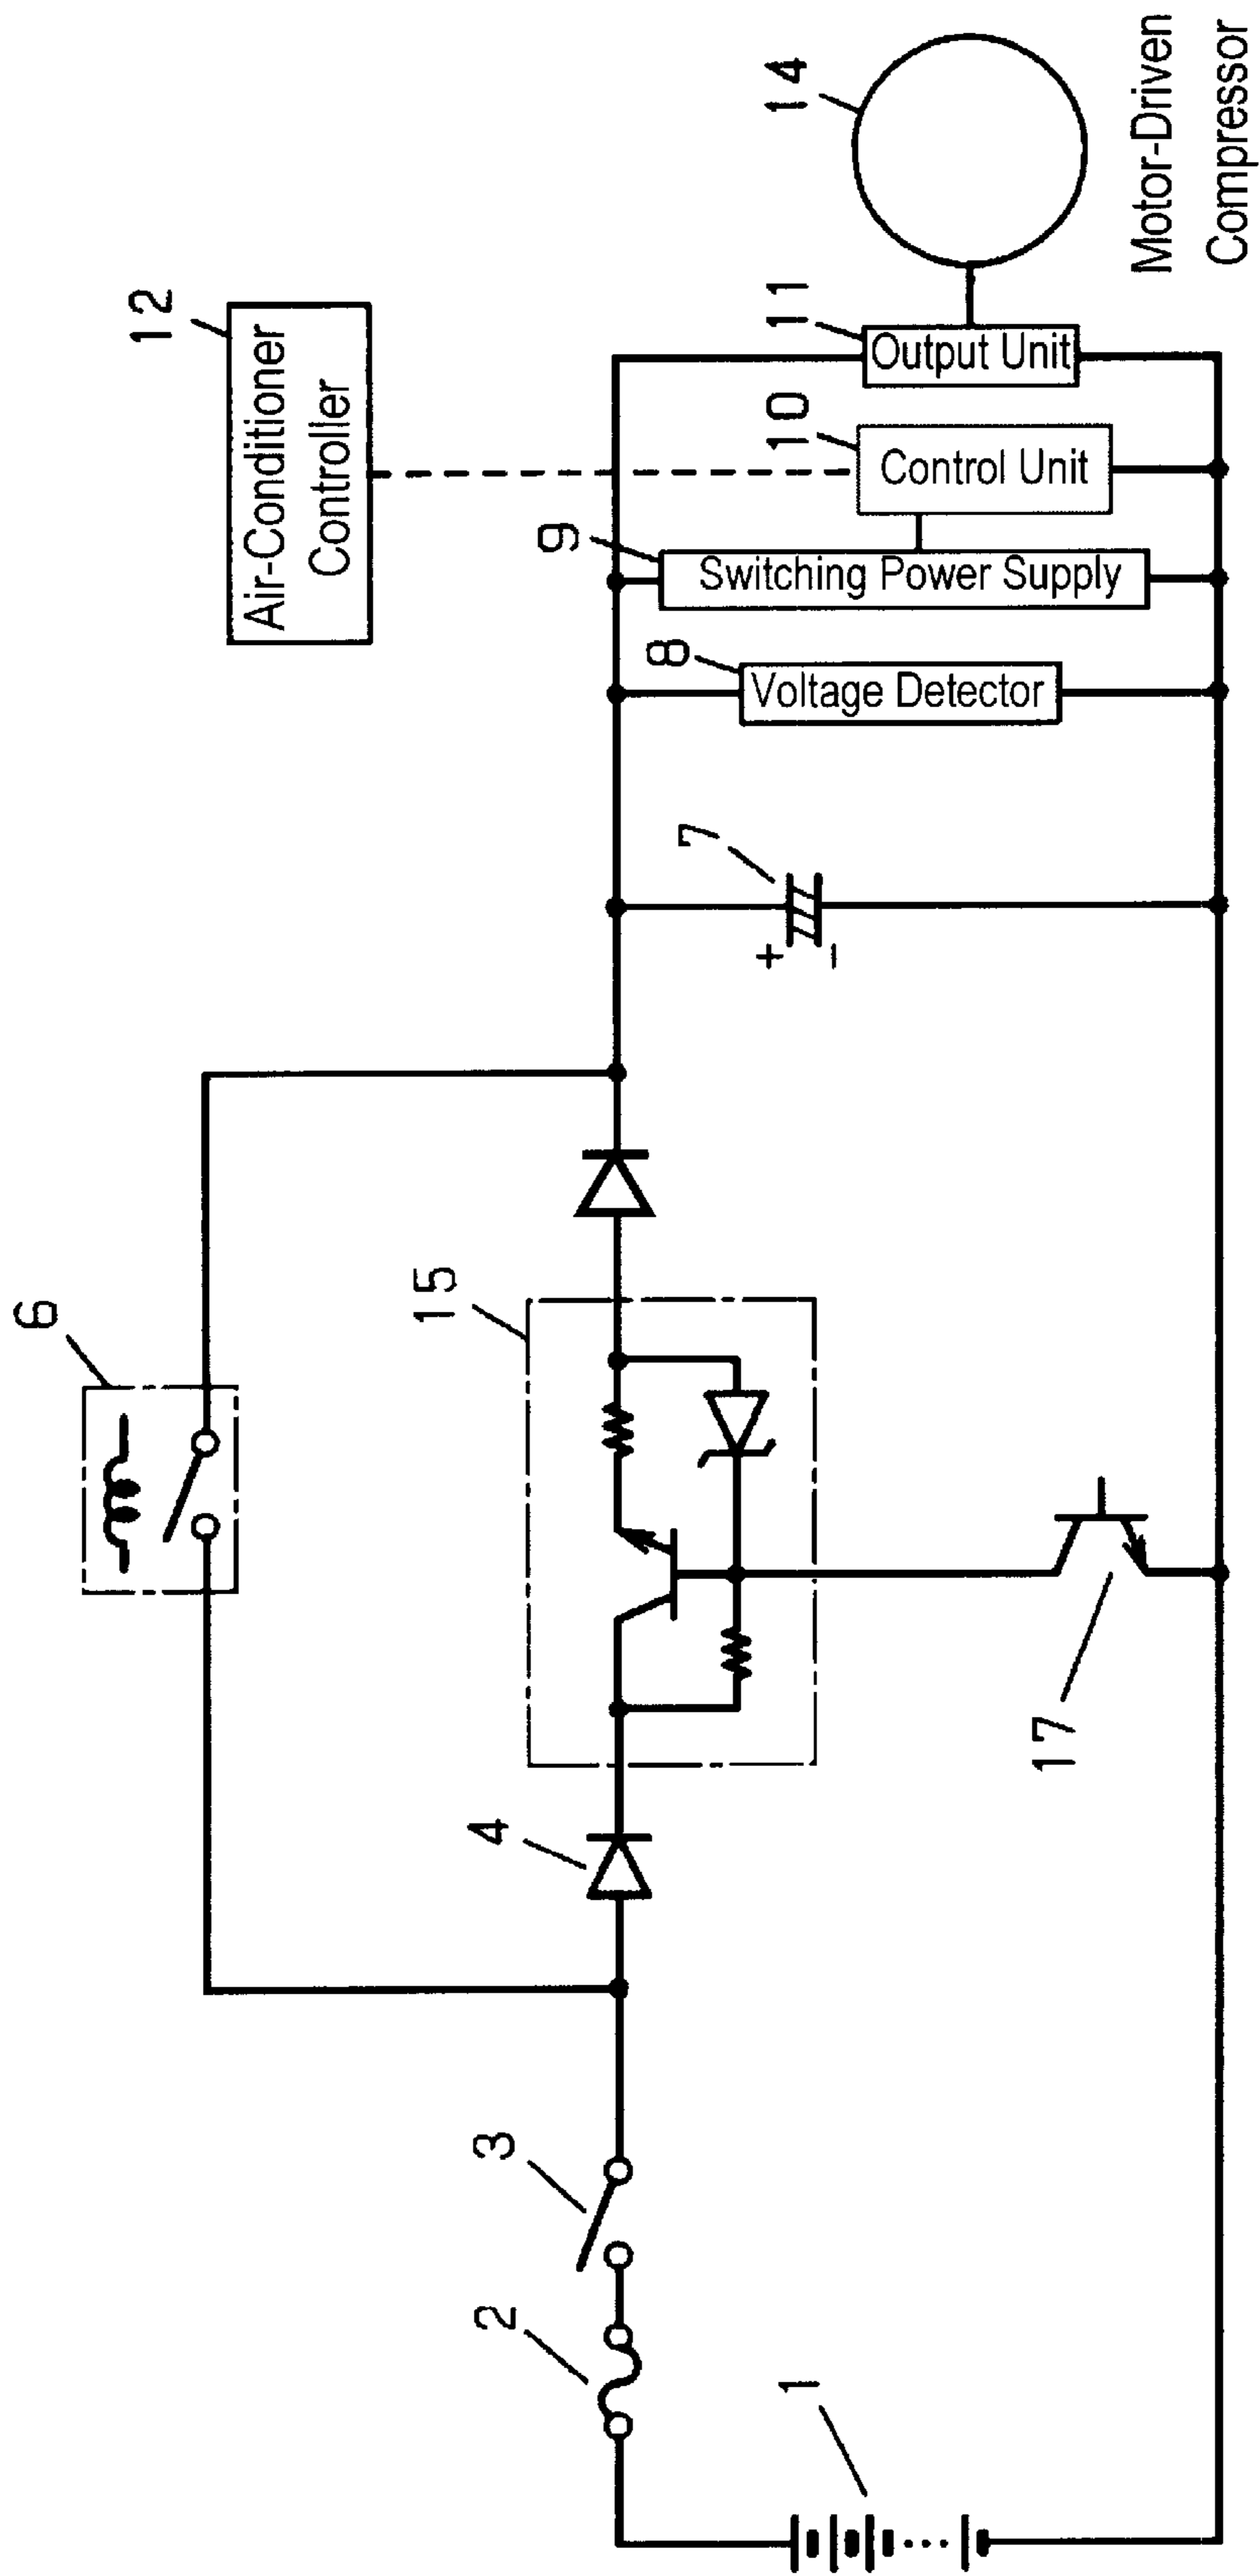 6
12
Air-Conditioner
Controller
15
4
3
2
1
17
7
+
-
8
Voltage Detector
9
Switching Power Supply
10
Control Unit
11
Output Unit
14
Motor-Driven
Compressor